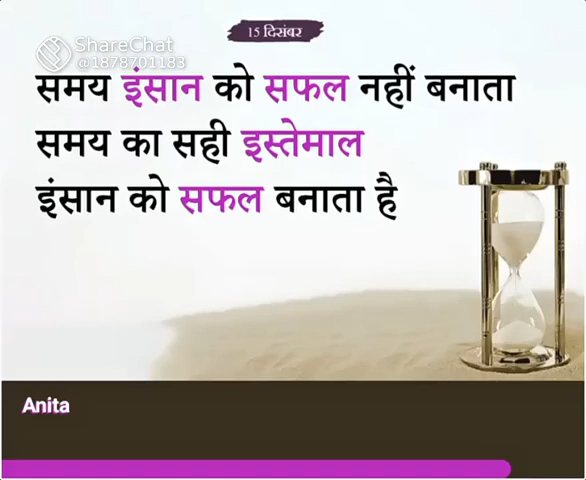 15 दिसंबर
ShareChat
@1878701183
समय इंसान को सफल नहीं बनाता
समय का सही इस्तेमाल
इंसान को सफल बनाता है
Anita